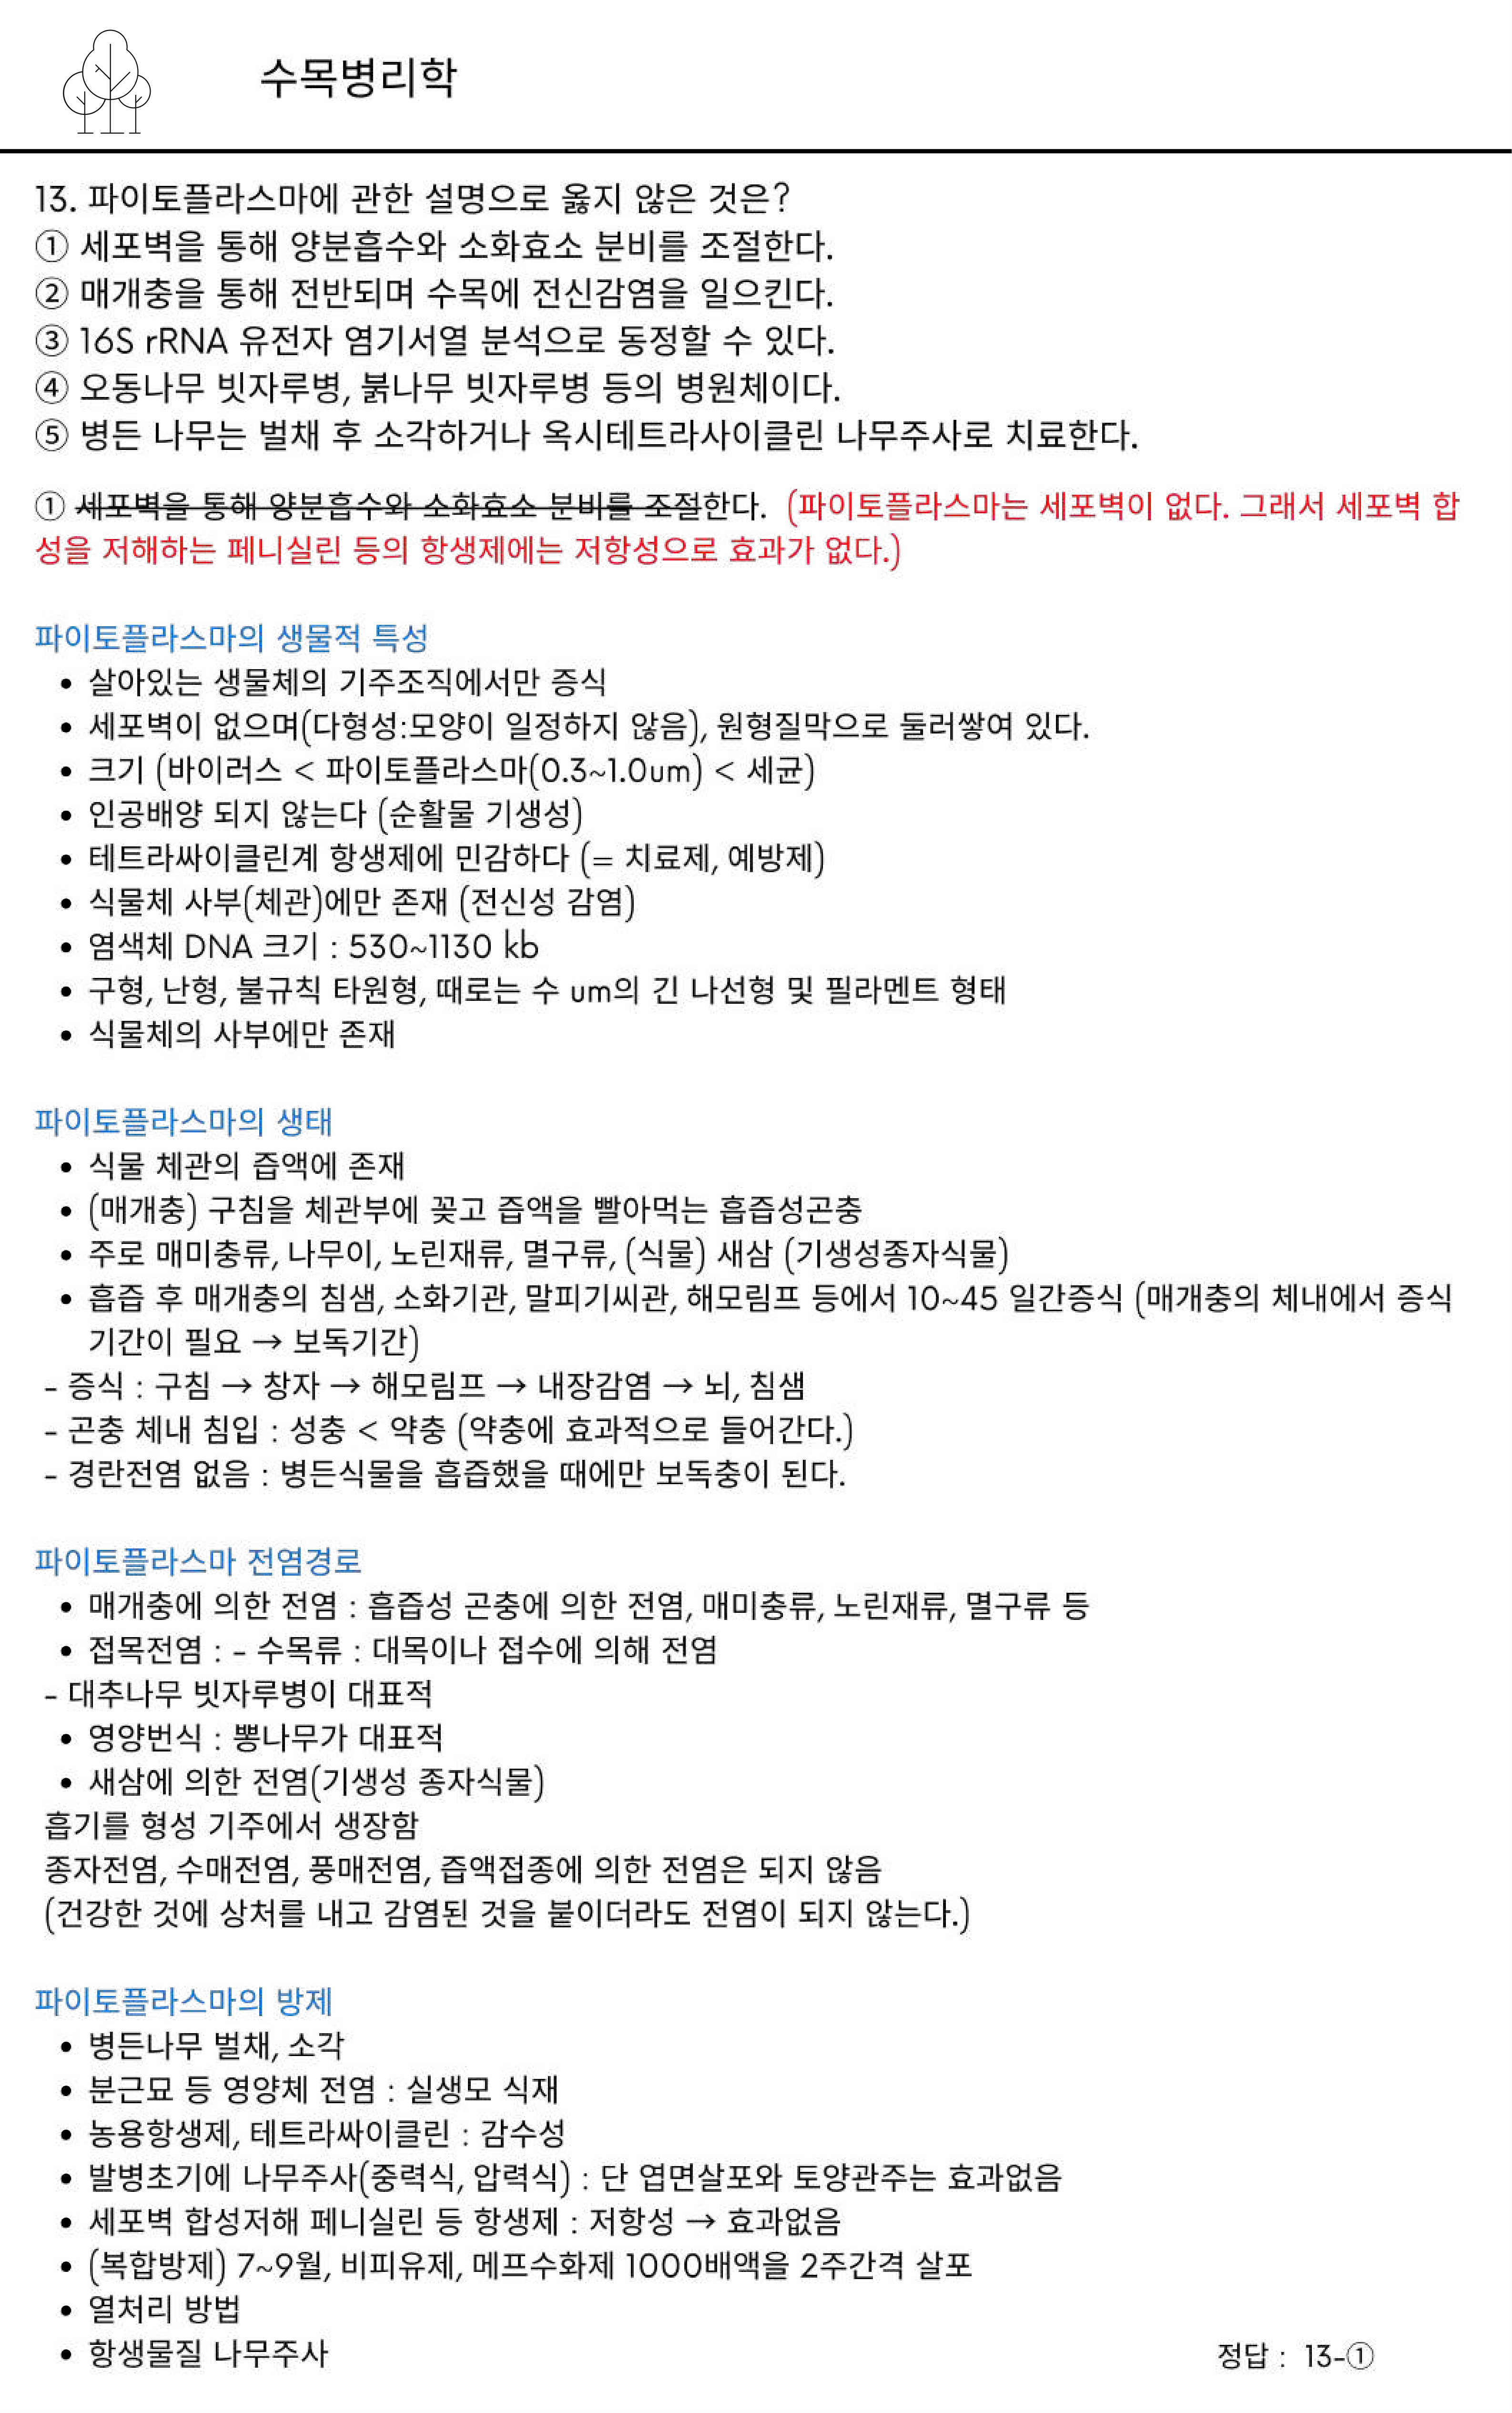 수목병리학
13. 파이토플라스마에 관한 설명으로 옳지 않은 것은?
① 세포벽을 통해 양분흡수와 소화효소 분비를 조절한다.
② 매개충을 통해 전반되며 수목에 전신감염을 일으킨다.
③ 16S rRNA 유전자 염기서열 분석으로 동정할 수 있다.
④ 오동나무 빗자루병, 붉나무 빗자루병 등의 병원체이다.
⑤ 병든 나무는 벌채 후 소각하거나 옥시테트라사이클린 나무주사로 치료한다.
① 세포벽을 통해 양분흡수와 소화효소 분비를 조절한다. (파이토플라스마는 세포벽이 없다. 그래서 세포벽 합
성을 저해하는 페니실린 등의 항생제에는 저항성으로 효과가 없다.)
파이토플라스마의 생물적 특성
• 살아있는 생물체의 기주조직에서만 증식
• 세포벽이 없으며(다형성:모양이 일정하지 않음), 원형질막으로 둘러쌓여 있다.
• 크기 (바이러스 < 파이토플라스마(0.3~1.0um) < 세균)
• 인공배양 되지 않는다 (순활물 기생성)
• 테트라싸이클린계 항생제에 민감하다 (= 치료제, 예방제)
• 식물체 사부(체관)에만 존재 (전신성 감염)
• 염색체 DNA 크기 : 530~1130 kb
• 구형, 난형, 불규칙 타원형, 때로는 수 um의 긴 나선형 및 필라멘트 형태
• 식물체의 사부에만 존재
파이토플라스마의 생태
• 식물 체관의 즙액에 존재
• (매개충) 구침을 체관부에 꽂고 즙액을 빨아먹는 흡즙성곤충
• 주로 매미충류, 나무이, 노린재류, 멸구류, (식물) 새삼 (기생성종자식물)
• 흡즙 후 매개충의 침샘, 소화기관, 말피기씨관, 해모림프 등에서 10~45 일간증식 (매개충의 체내에서 증식
기간이 필요 → 보독기간)
- 증식 : 구침 → 창자 → 해모림프 → 내장감염 → 뇌, 침샘
- 곤충 체내 침입 : 성충 < 약충 (약충에 효과적으로 들어간다.)
- 경란전염 없음 : 병든식물을 흡즙했을 때에만 보독충이 된다.
파이토플라스마 전염경로
• 매개충에 의한 전염 : 흡즙성 곤충에 의한 전염, 매미충류, 노린재류, 멸구류 등
• 접목전염 : - 수목류 : 대목이나 접수에 의해 전염
- 대추나무 빗자루병이 대표적
• 영양번식 : 뽕나무가 대표적
• 새삼에 의한 전염(기생성 종자식물)
흡기를 형성 기주에서 생장함
종자전염, 수매전염, 풍매전염, 즙액접종에 의한 전염은 되지 않음
(건강한 것에 상처를 내고 감염된 것을 붙이더라도 전염이 되지 않는다.)
파이토플라스마의 방제
• 병든나무 벌채, 소각
• 분근묘 등 영양체 전염 : 실생모 식재
• 농용항생제, 테트라싸이클린 : 감수성
• 발병초기에 나무주사(중력식, 압력식) : 단 엽면살포와 토양관주는 효과없음
• 세포벽 합성저해 페니실린 등 항생제 : 저항성 → 효과없음
• (복합방제) 7~9월, 비피유제, 메프수화제 1000배액을 2주간격 살포
• 열처리 방법
• 항생물질 나무주사
정답 : 13-①